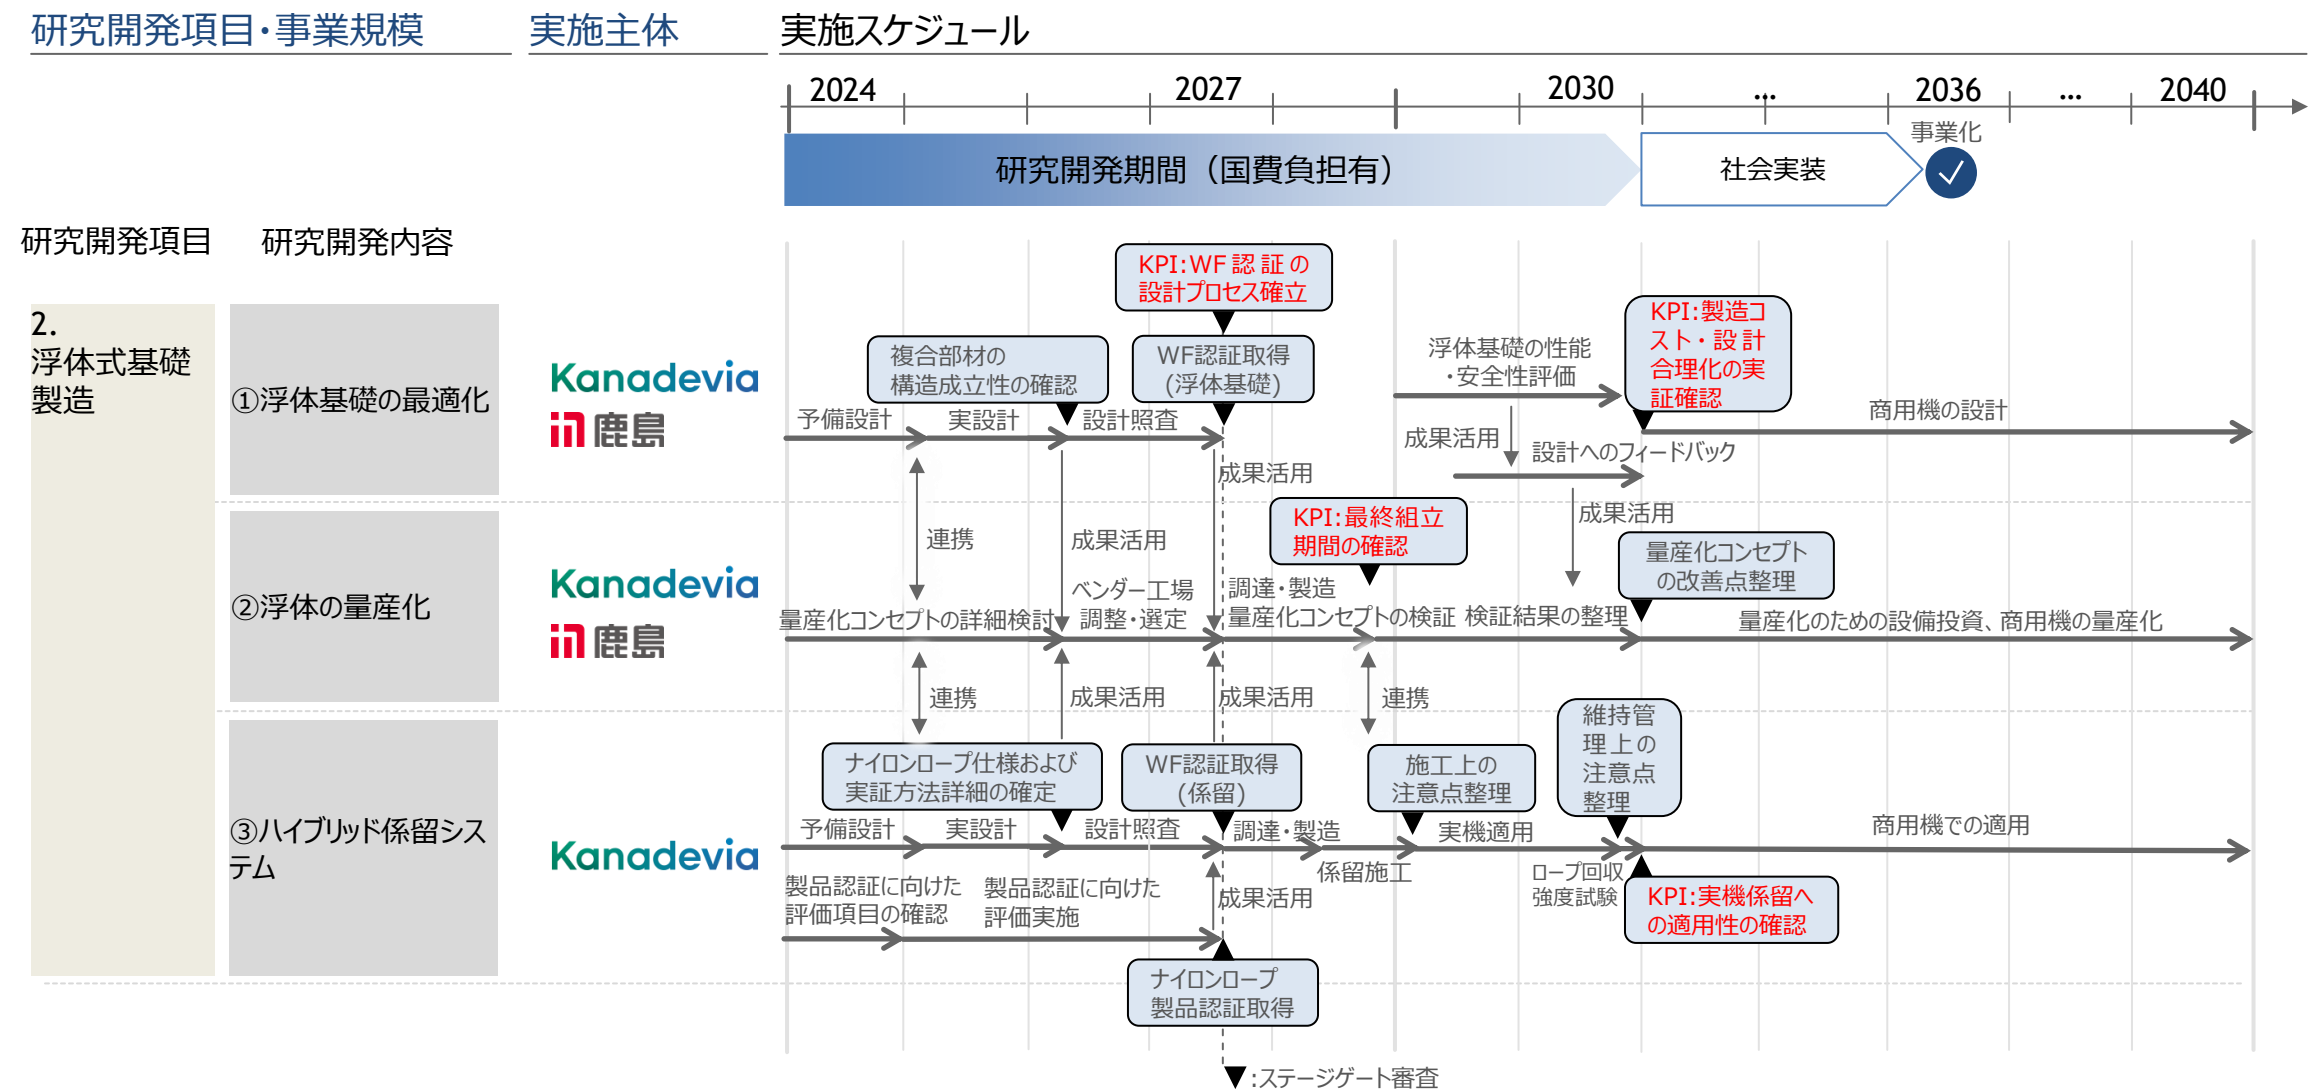 研究開発項目・事業規模
実施主体
実施スケジュール
2024
2027
2030
…
2036
…
2040
研究開発期間（国費負担有）
社会実装
事業化
研究開発項目
研究開発内容
2.
浮体式基礎
製造
①浮体基礎の最適化
Kanadevia
鹿島
KPI:WF認証の
設計プロセス確立
複合部材の
構造成立性の確認
WF認証取得
(浮体基礎)
浮体基礎の性能
・安全性評価
KPI:製造コ
スト・設計
合理化の実
証確認
予備設計
実設計
設計照査
成果活用
商用機の設計
設計へのフィードバック
成果活用
成果活用
②浮体の量産化
Kanadevia
鹿島
KPI:最終組立
期間の確認
連携
成果活用
量産化コンセプト
の改善点整理
ベンダー工場
調整・選定
調達・製造
量産化コンセプトの詳細検討
量産化コンセプトの検証
検証結果の整理
量産化のための設備投資、商用機の量産化
連携
成果活用
成果活用
連携
③ハイブリッド係留シス
テム
Kanadevia
ナイロンロープ仕様および
実証方法詳細の確定
WF認証取得
(係留)
施工上の
注意点整理
維持管
理上の
注意点
整理
予備設計
実設計
設計照査
調達・製造
係留施工
実機適用
ロープ回収
強度試験
商用機での適用
製品認証に向けた
評価項目の確認
製品認証に向けた
評価実施
成果活用
KPI:実機係留へ
の適用性の確認
ナイロンロープ
製品認証取得
▼:ステージゲート審査